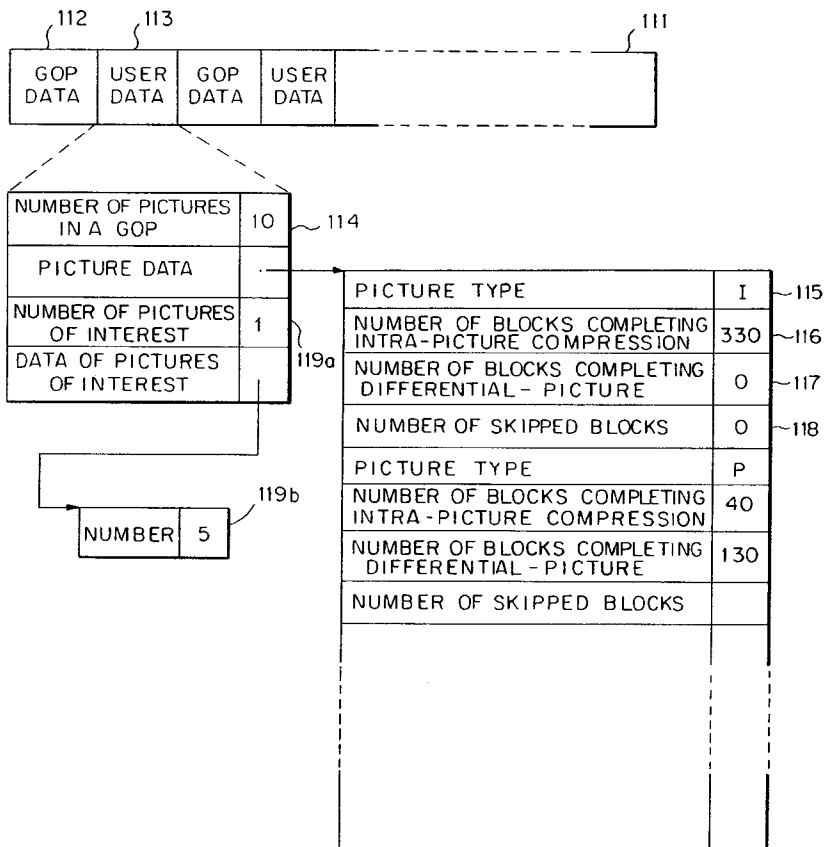 112
113
111
GOP DATA
USER DATA
GOP DATA
USER DATA
NUMBER OF PICTURES IN A GOP
10
114
PICTURE DATA
NUMBER OF PICTURES OF INTEREST
1
119a
DATA OF PICTURES OF INTEREST
NUMBER
5
119b
PICTURE TYPE
I
115
NUMBER OF BLOCKS COMPLETING INTRA-PICTURE COMPRESSION
330
116
NUMBER OF BLOCKS COMPLETING DIFFERENTIAL-PICTURE
0
117
NUMBER OF SKIPPED BLOCKS
0
118
PICTURE TYPE
P
NUMBER OF BLOCKS COMPLETING INTRA-PICTURE COMPRESSION
40
NUMBER OF BLOCKS COMPLETING DIFFERENTIAL-PICTURE
130
NUMBER OF SKIPPED BLOCKS